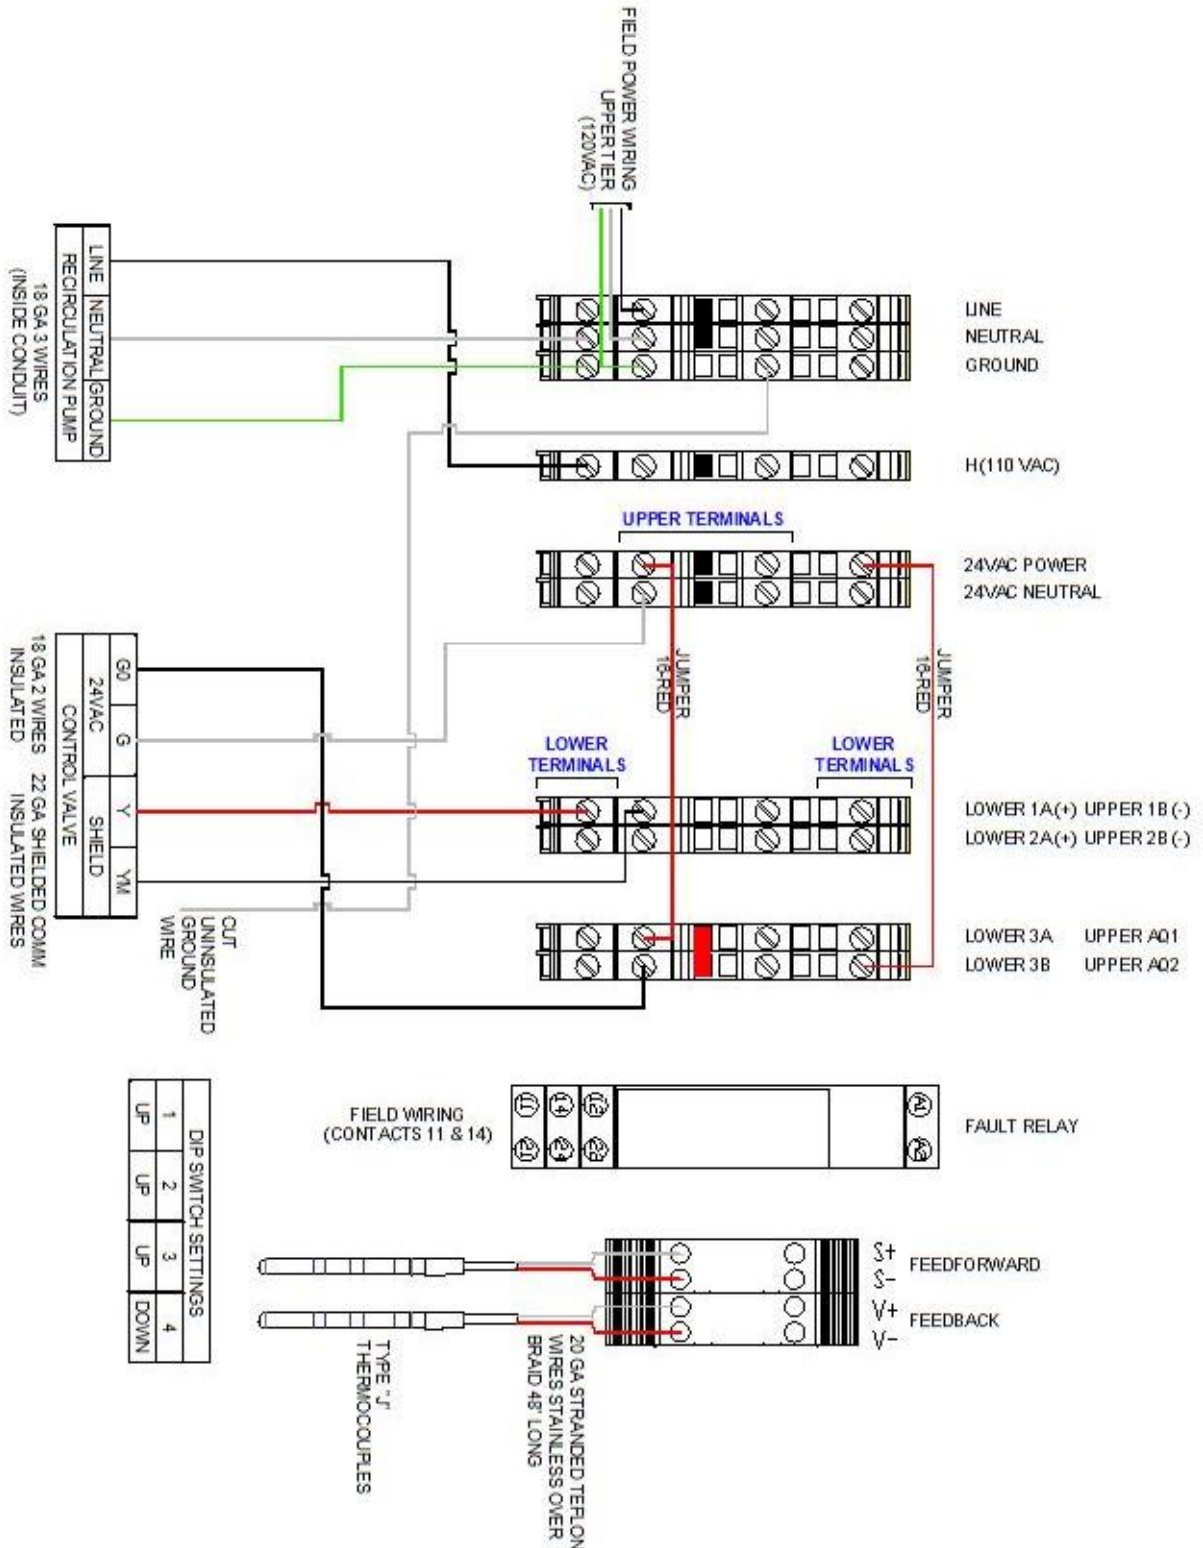 FIELD POWER WIRING
UPPER TIER
(120VAC)
LINE
NEUTRAL
GROUND
LINE
NEUTRAL
GROUND
RECIRCULATION PUMP
18 GA 3 WIRES
(INSIDE CONDUIT)
H(110 VAC)
UPPER TERMINALS
24VAC POWER
24VAC NEUTRAL
JUMPER
16-RED
JUMPER
16-RED
G0
G
Y
YM
24VAC
SHIELD
CONTROL VALVE
18 GA 2 WIRES
INSULATED
22 GA SHIELDED COMM
INSULATED WIRES
LOWER
TERMINALS
LOWER
TERMINALS
LOWER 1A(+) UPPER 1B(-)
LOWER 2A(+) UPPER 2B(-)
CUT
UNINSULATED
GROUND
WIRE
LOWER 3A UPPER AQ1
LOWER 3B UPPER AQ2
DIP SWITCH SETTINGS
1 2 3 4
UP UP UP DOWN
FIELD WIRING
(CONTACTS 11 & 14)
11 14 12 A1
21 24 22 A2
FAULT RELAY
S+
S-
FEEDFORWARD
V+
V-
FEEDBACK
TYPE "J"
THERMOCOUPLES
20 GA STRANDED TEFLON
WIRES STAINLESS OVER
BRAID 48" LONG